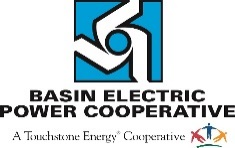 BASIN ELECTRIC
POWER COOPERATIVE
A Touchstone Energy® Cooperative